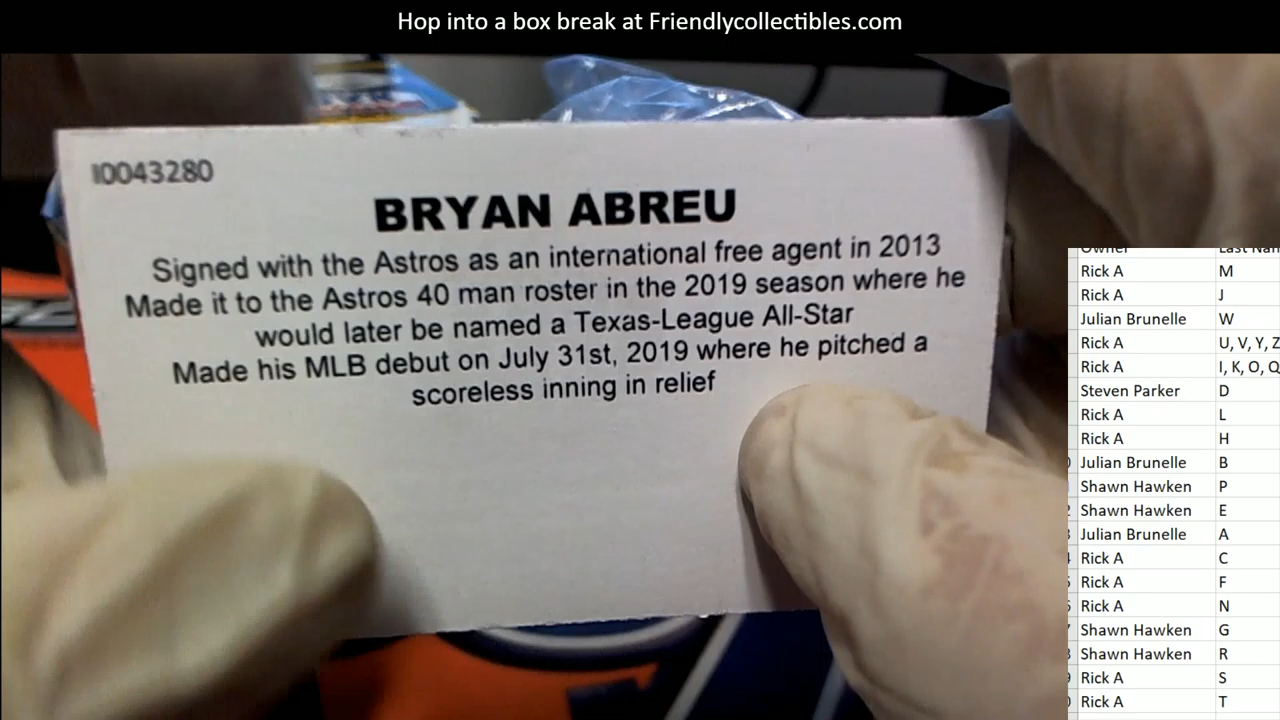 Hop into a box break at Friendlycollectibles.com
10043280
BRYAN ABREU
Signed with the Astros as an international free agent in 2013
Made it to the Astros 40 man roster in the 2019 season where he
would later be named a Texas-League All-Star
Made his MLB debut on July 31st, 2019 where he pitched a
scoreless inning in relief
Owner
Rick A M
Rick A J
Julian Brunelle W
Rick A U, V, Y, Z
Rick A I, K, O, Q
Steven Parker D
Rick A L
Rick A H
Julian Brunelle B
Shawn Hawken P
Shawn Hawken E
Julian Brunelle A
Rick A C
Rick A F
Rick A N
Shawn Hawken G
Shawn Hawken R
Rick A S
Rick A T